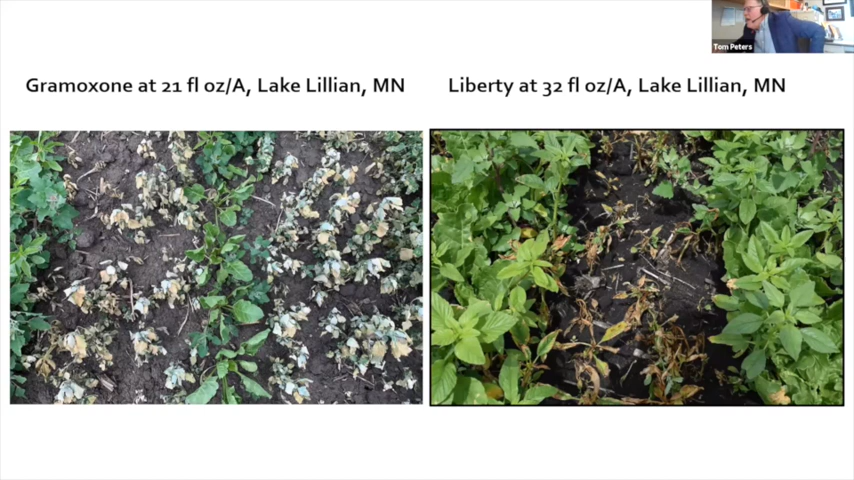 Tom Peters
Gramoxone at 21 fl oz/A, Lake Lillian, MN
Liberty at 32 fl oz/A, Lake Lillian, MN